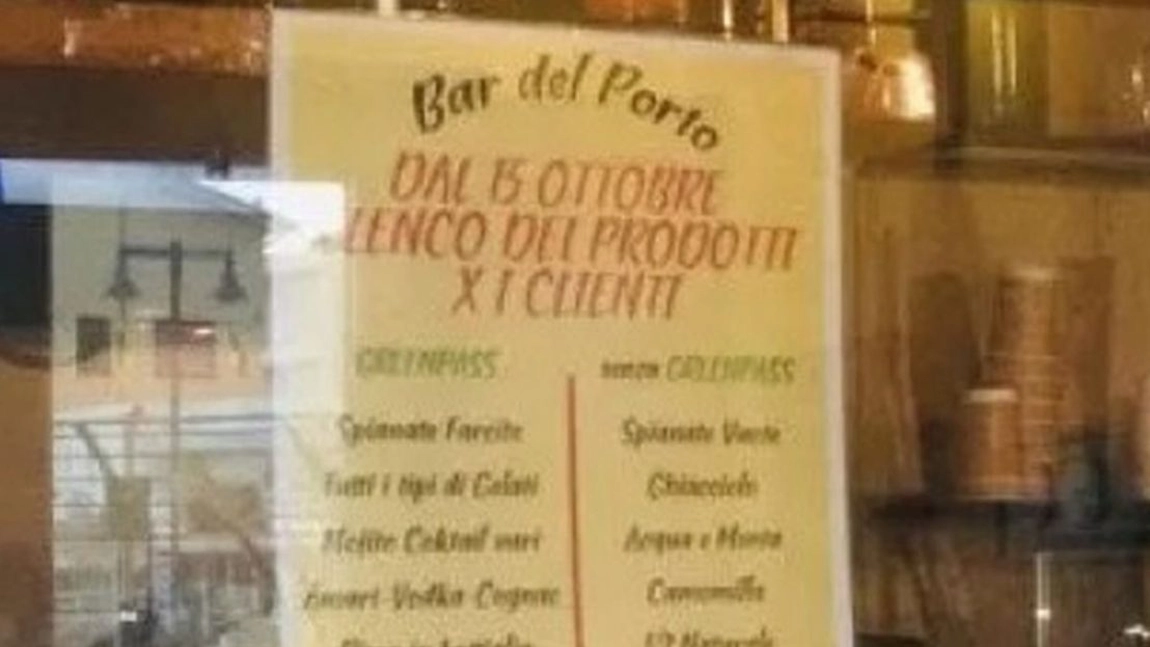 Bar del Porto
DAL 15 OTTOBRE
ELENCO DEI PRODOTTI
X I CLIENTI
GREENPASS
senza GREENPASS
Spianate Farcite
Spianate Vuote
Tutti i tipi di Gelati
Ghiacciolo
Mojito Coktail vari
Acqua e Menta
Amari-Vodka-Cognac
Camomilla